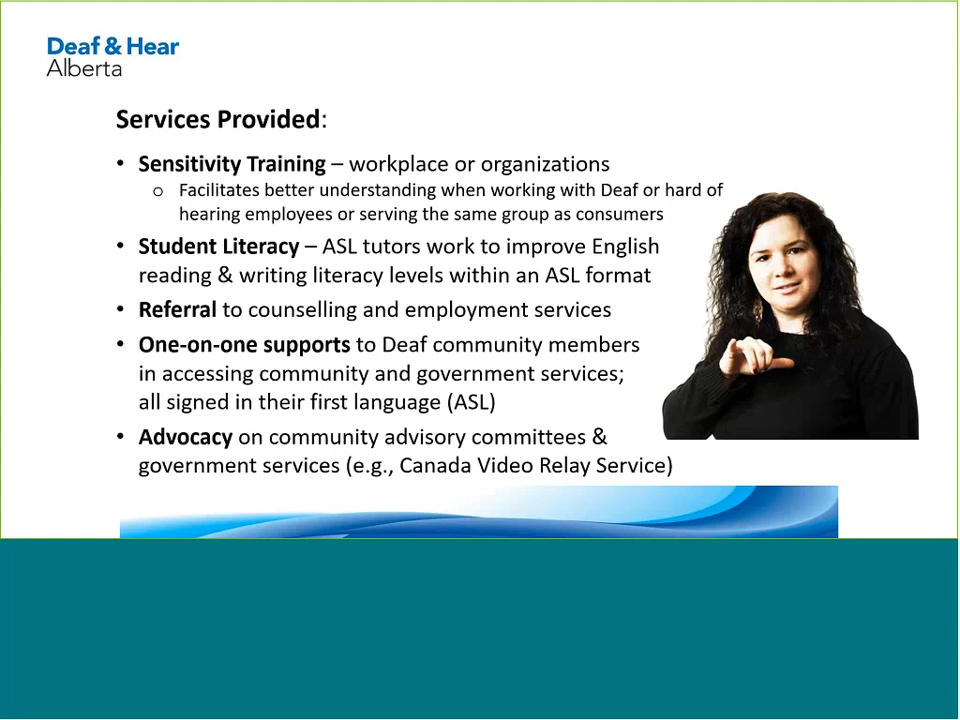 Deaf & Hear
Alberta
Services Provided:
• Sensitivity Training – workplace or organizations
o Facilitates better understanding when working with Deaf or hard of
hearing employees or serving the same group as consumers
• Student Literacy – ASL tutors work to improve English
reading & writing literacy levels within an ASL format
• Referral to counselling and employment services
• One-on-one supports to Deaf community members
in accessing community and government services;
all signed in their first language (ASL)
• Advocacy on community advisory committees &
government services (e.g., Canada Video Relay Service)